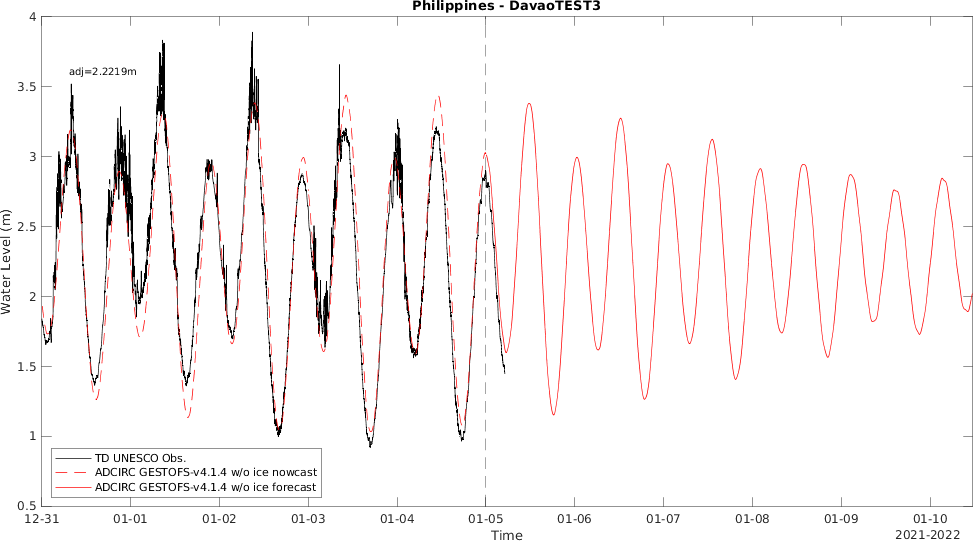 Philippines - DavaoTEST3
4
adj=2.2219m
3.5
3
2.5
2
1.5
1
0.5
Water Level (m)
TD UNESCO Obs.
ADCIRC GESTOFS-v4.1.4 w/o ice nowcast
ADCIRC GESTOFS-v4.1.4 w/o ice forecast
12-31 01-01 01-02 01-03 01-04 01-05 01-06 01-07 01-08 01-09 01-10
Time
2021-2022